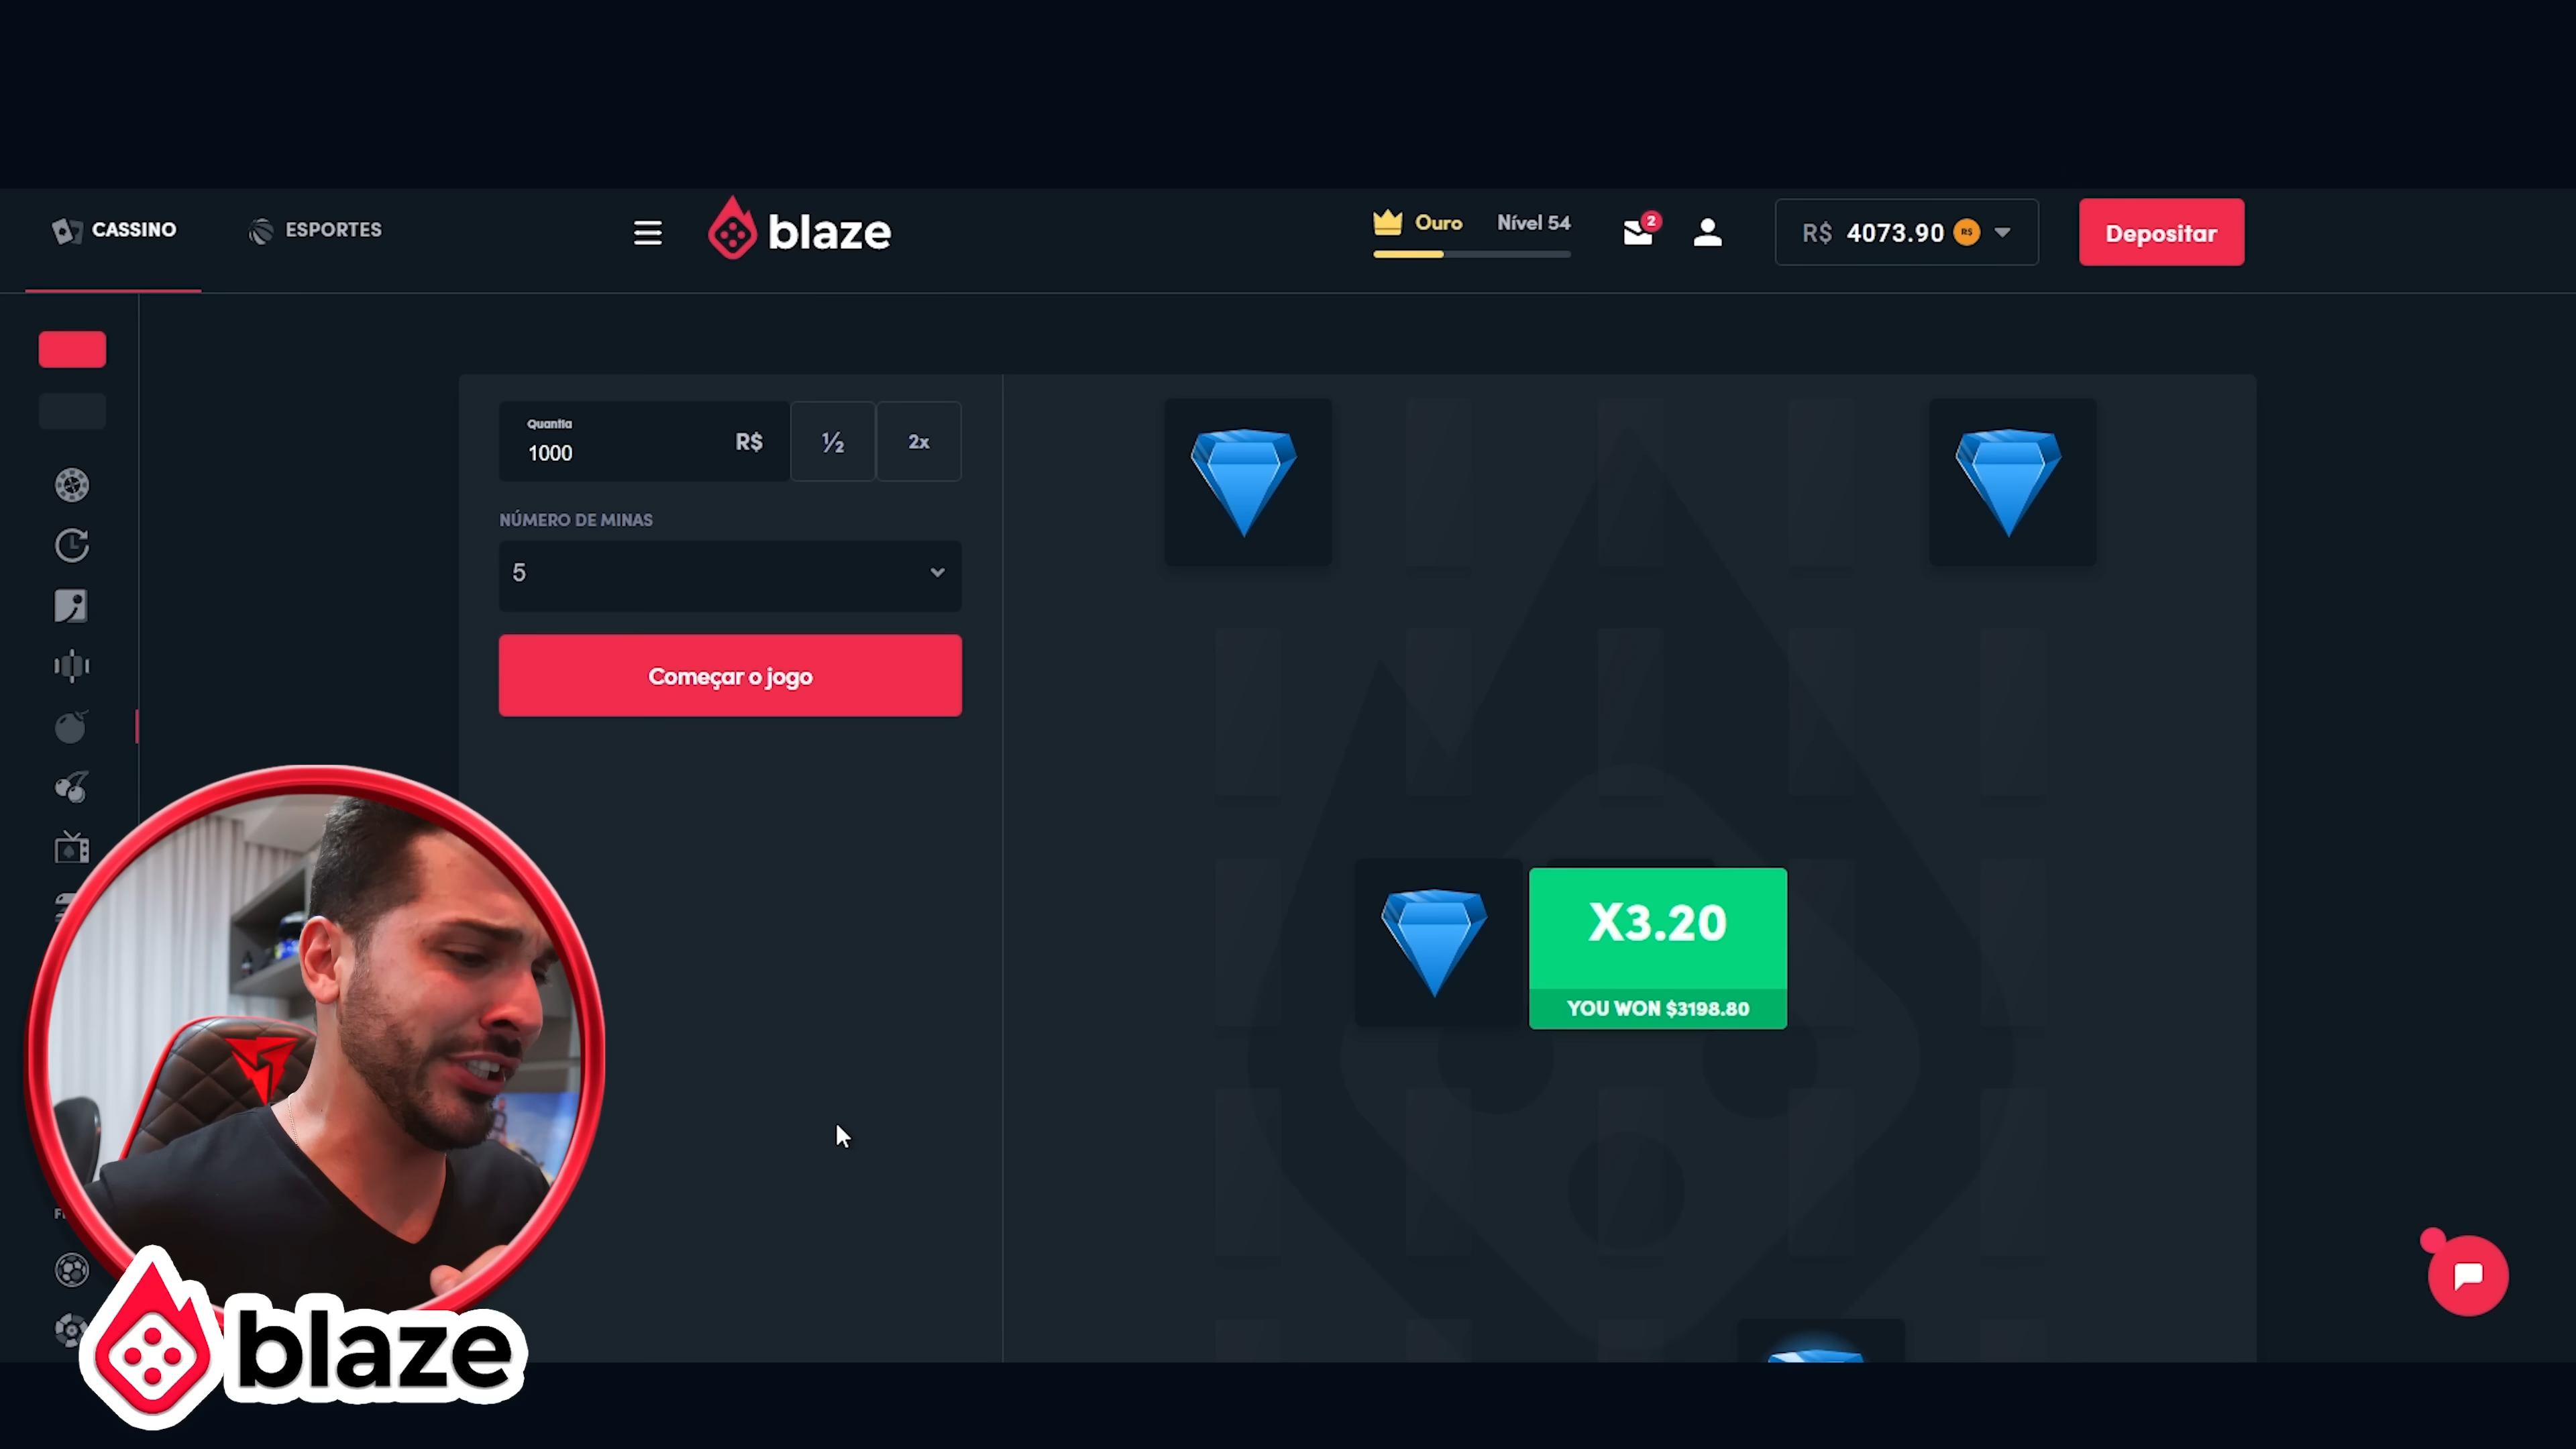 CASSINO
ESPORTES
blaze
Ouro
Nível 54
2
R$ 4073.90
R$
Depositar
Quantia
1000
R$
½
2x
NÚMERO DE MINAS
5
Começar o jogo
X3.20
YOU WON $3198.80
blaze